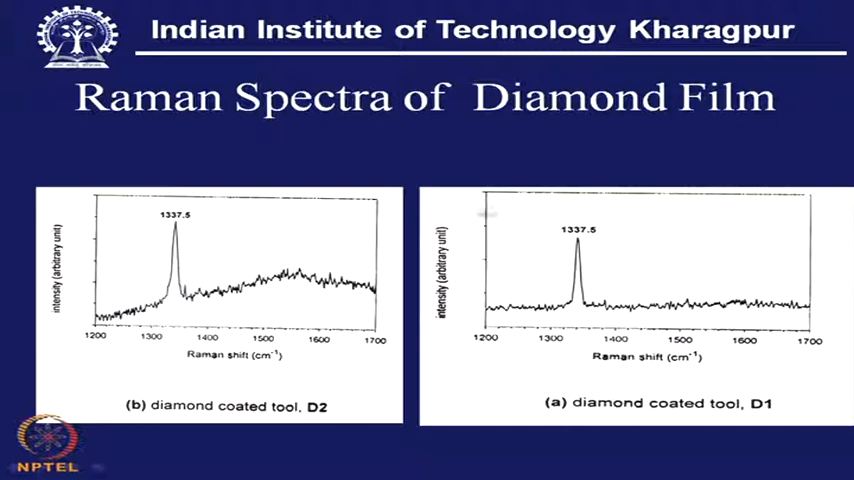 Indian Institute of Technology Kharagpur
Raman Spectra of Diamond Film
1337.5
intensity (arbitrary unit)
1200 1300 1400 1500 1600 1700
Raman shift (cm-1)
(b) diamond coated tool, D2
1337.5
intensity (arbitrary unit)
1200 1300 1400 1500 1600 1700
Raman shift (cm-1)
(a) diamond coated tool, D1
NPTEL